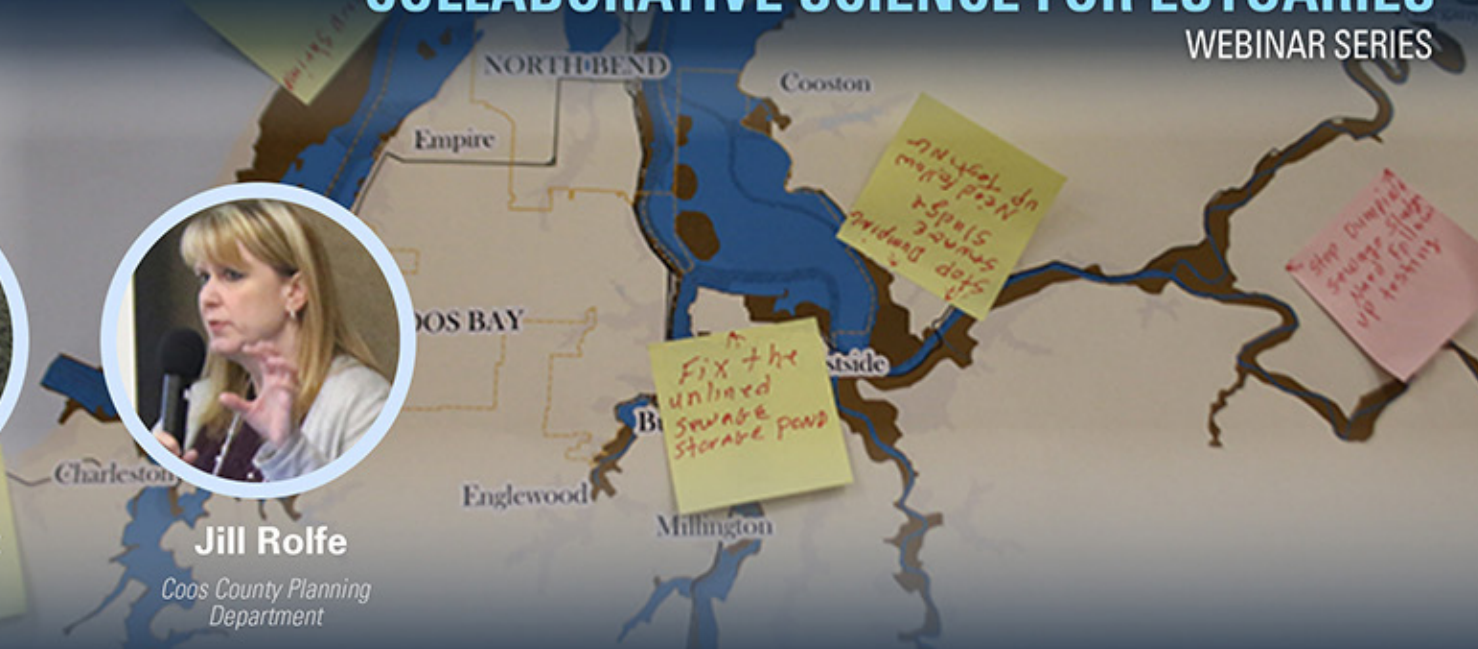 COLLABORATIVE SCIENCE FOR ESTUARIES
WEBINAR SERIES
NORTH BEND
Cooston
Empire
UP TESTING
Need follow
Sludge
SEWAGE
Stop Dumping
Stop Dumping
Sewage Sludge
Need Follow
up testing
OOS BAY
Fix the
unlined
SEWAGE
STORAGE POND
stside
Bu
Charleston
Englewood
Millington
Jill Rolfe
Coos County Planning
Department